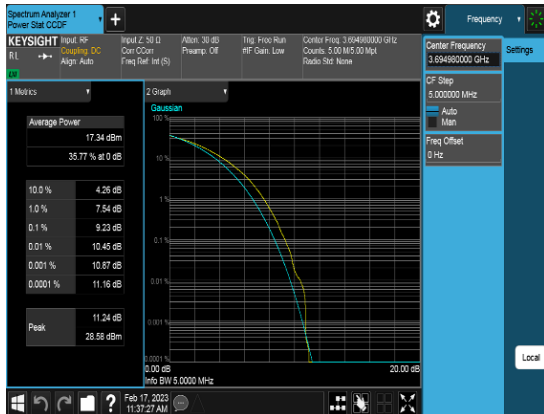 Spectrum Analyzer 1
Power Stat CCDF
+
Frequency
KEYSIGHT
Input: RF
Coupling: DC
Align: Auto
Input Z: 50 Ω
Corr CCorr
Freq Ref: Int (S)
Atten: 30 dB
Preamp: Off
Trig: Free Run
#IF Gain: Low
Center Freq: 3.694980000 GHz
Counts: 5.00 M/5.00 Mpt
Radio Std: None
Center Frequency
3.694980000 GHz
Settings
CF Step
5.000000 MHz
Auto
Man
Freq Offset
0 Hz
Local
1 Metrics
Average Power
17.34 dBm
35.77 % at 0 dB
10.0 % 4.26 dB
1.0 % 7.54 dB
0.1 % 9.23 dB
0.01 % 10.45 dB
0.001 % 10.87 dB
0.0001 % 11.16 dB
Peak
11.24 dB
28.58 dBm
2 Graph
Gaussian
100 %
10 %
1 %
0.1 %
0.01 %
0.001 %
0.0001 %
0.00 dB
20.00 dB
Info BW 5.0000 MHz
?
Feb 17, 2023
11:37:27 AM